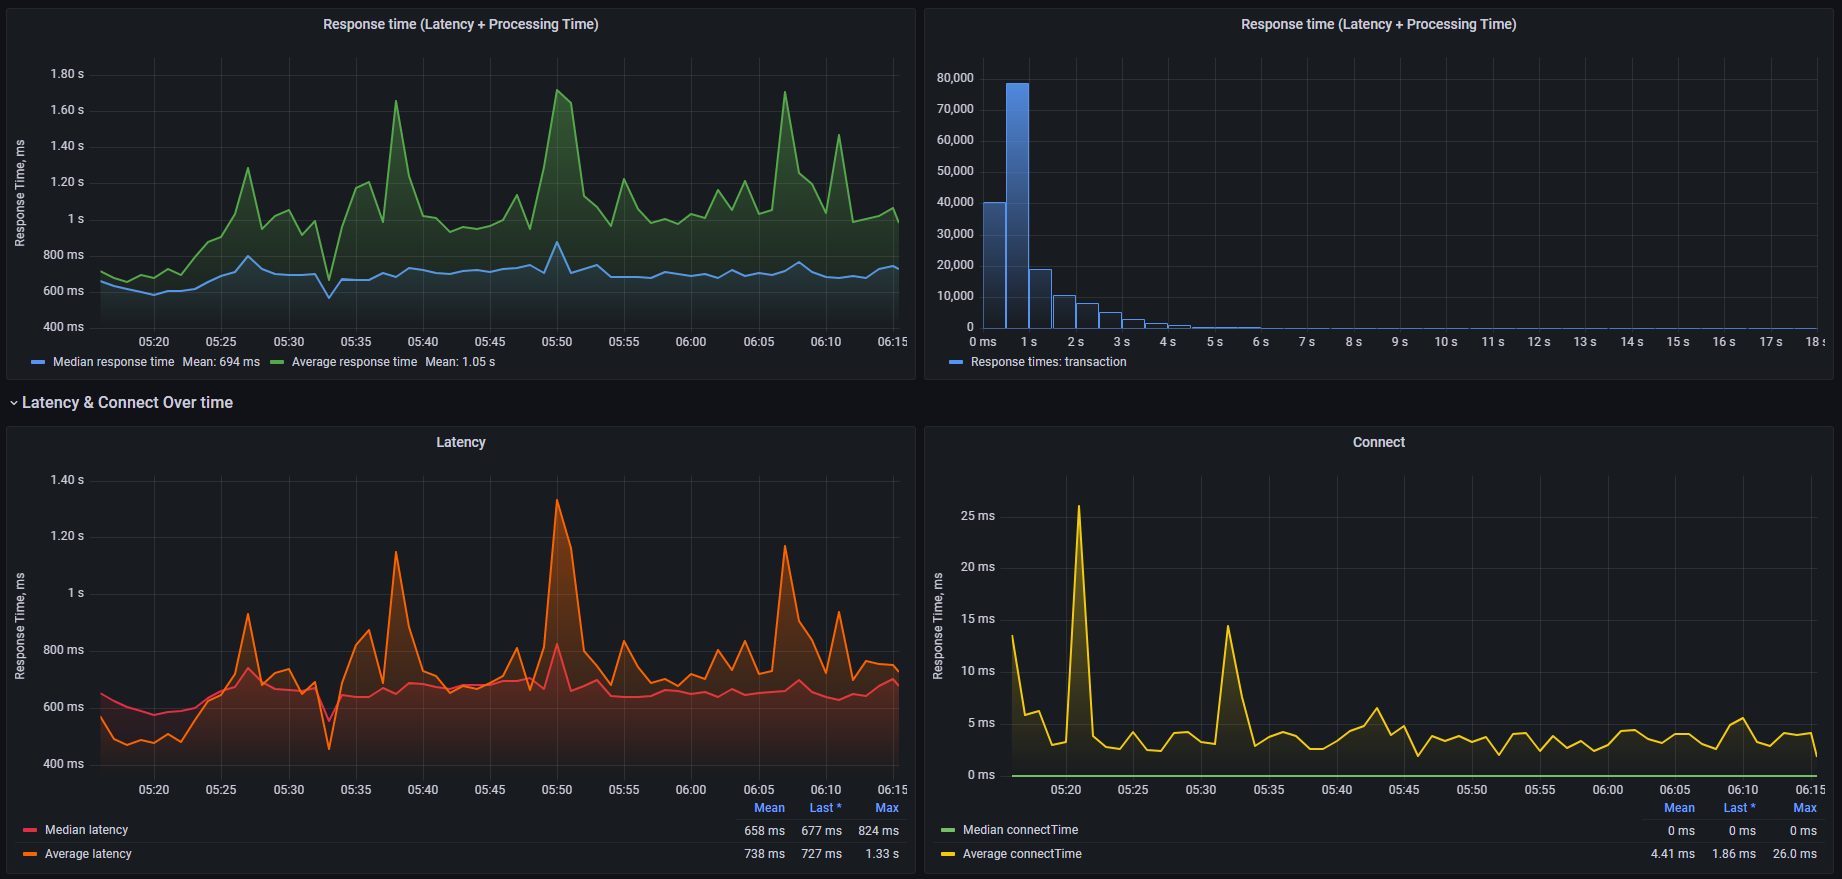 Response time (Latency + Processing Time)
Response Time, ms
1.80 s
1.60 s
1.40 s
1.20 s
1 s
800 ms
600 ms
400 ms
05:20 05:25 05:30 05:35 05:40 05:45 05:50 05:55 06:00 06:05 06:10 06:15
Median response time Mean: 694 ms Average response time Mean: 1.05 s
Response time (Latency + Processing Time)
80,000
70,000
60,000
50,000
40,000
30,000
20,000
10,000
0
0 ms 1 s 2 s 3 s 4 s 5 s 6 s 7 s 8 s 9 s 10 s 11 s 12 s 13 s 14 s 15 s 16 s 17 s 18 s
Response times: transaction
Latency & Connect Over time
Latency
Response Time, ms
1.40 s
1.20 s
1 s
800 ms
600 ms
400 ms
05:20 05:25 05:30 05:35 05:40 05:45 05:50 05:55 06:00 06:05 06:10 06:15
Mean Last * Max
Median latency 658 ms 677 ms 824 ms
Average latency 738 ms 727 ms 1.33 s
Connect
Response Time, ms
25 ms
20 ms
15 ms
10 ms
5 ms
0 ms
05:20 05:25 05:30 05:35 05:40 05:45 05:50 05:55 06:00 06:05 06:10 06:15
Mean Last * Max
Median connectTime 0 ms 0 ms 0 ms
Average connectTime 4.41 ms 1.86 ms 26.0 ms